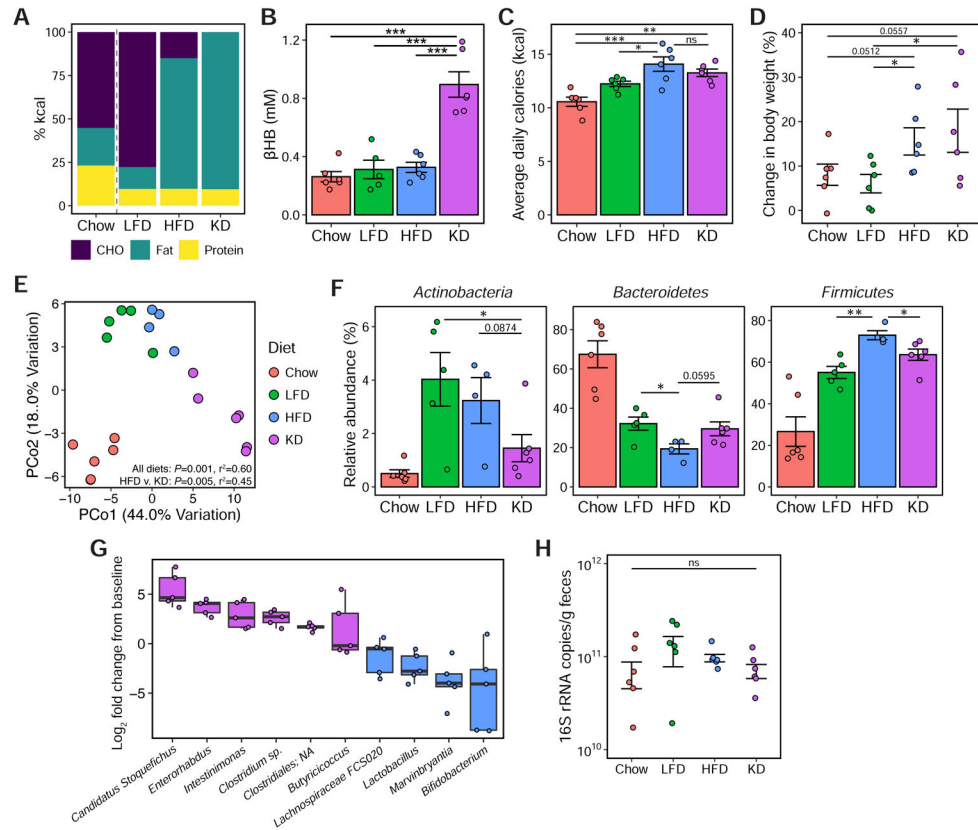 A
% kcal
100
75
50
25
0
Chow
LFD
HFD
KD
CHO
Fat
Protein
B
βHB (mM)
1.2
0.8
0.4
0.0
***
***
***
Chow
LFD
HFD
KD
C
Average daily calories (kcal)
15
10
5
0
**
***
ns
*
Chow
LFD
HFD
KD
D
Change in body weight (%)
40
30
20
10
0
0.0557
*
0.0512
*
Chow
LFD
HFD
KD
E
PCo2 (18.0% Variation)
6
3
0
−3
−6
All diets: P=0.001, r²=0.60
HFD v. KD: P=0.005, r²=0.45
−10
−5
0
5
10
PCo1 (44.0% Variation)
Diet
Chow
LFD
HFD
KD
F
Relative abundance (%)
Actinobacteria
6
4
2
0
*
0.0874
Chow
LFD
HFD
KD
Bacteroidetes
100
80
60
40
20
0
*
0.0595
Chow
LFD
HFD
KD
Firmicutes
100
80
60
40
20
0
**
*
Chow
LFD
HFD
KD
G
Log₂ fold change from baseline
5
0
−5
Candidatus Stoquefichus
Enterorhabdus
Intestinimonas
Clostridium sp.
Clostridiales; NA
Butyricicoccus
Lachnospiraceae FCS020
Lactobacillus
Marvinbryantia
Bifidobacterium
H
16S rRNA copies/g feces
10¹²
10¹¹
10¹⁰
ns
Chow
LFD
HFD
KD